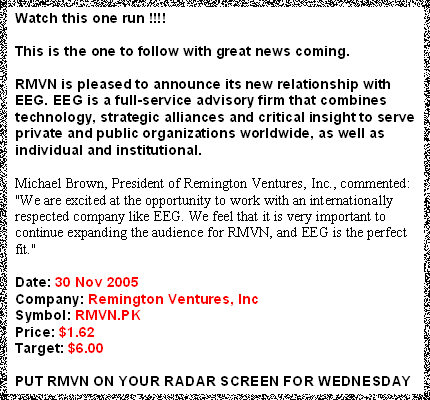 Watch this one run !!!!
This is the one to follow with great news coming.
RMVN is pleased to announce its new relationship with
EEG. EEG is a full-service advisory firm that combines
technology, strategic alliances and critical insight to serve
private and public organizations worldwide, as well as
individual and institutional.
Michael Brown, President of Remington Ventures, Inc., commented:
"We are excited at the opportunity to work with an internationally
respected company like EEG. We feel that it is very important to
continue expanding the audience for RMVN, and EEG is the perfect
fit."
Date: 30 Nov 2005
Company: Remington Ventures, Inc
Symbol: RMVN.PK
Price: $1.62
Target: $6.00
PUT RMVN ON YOUR RADAR SCREEN FOR WEDNESDAY